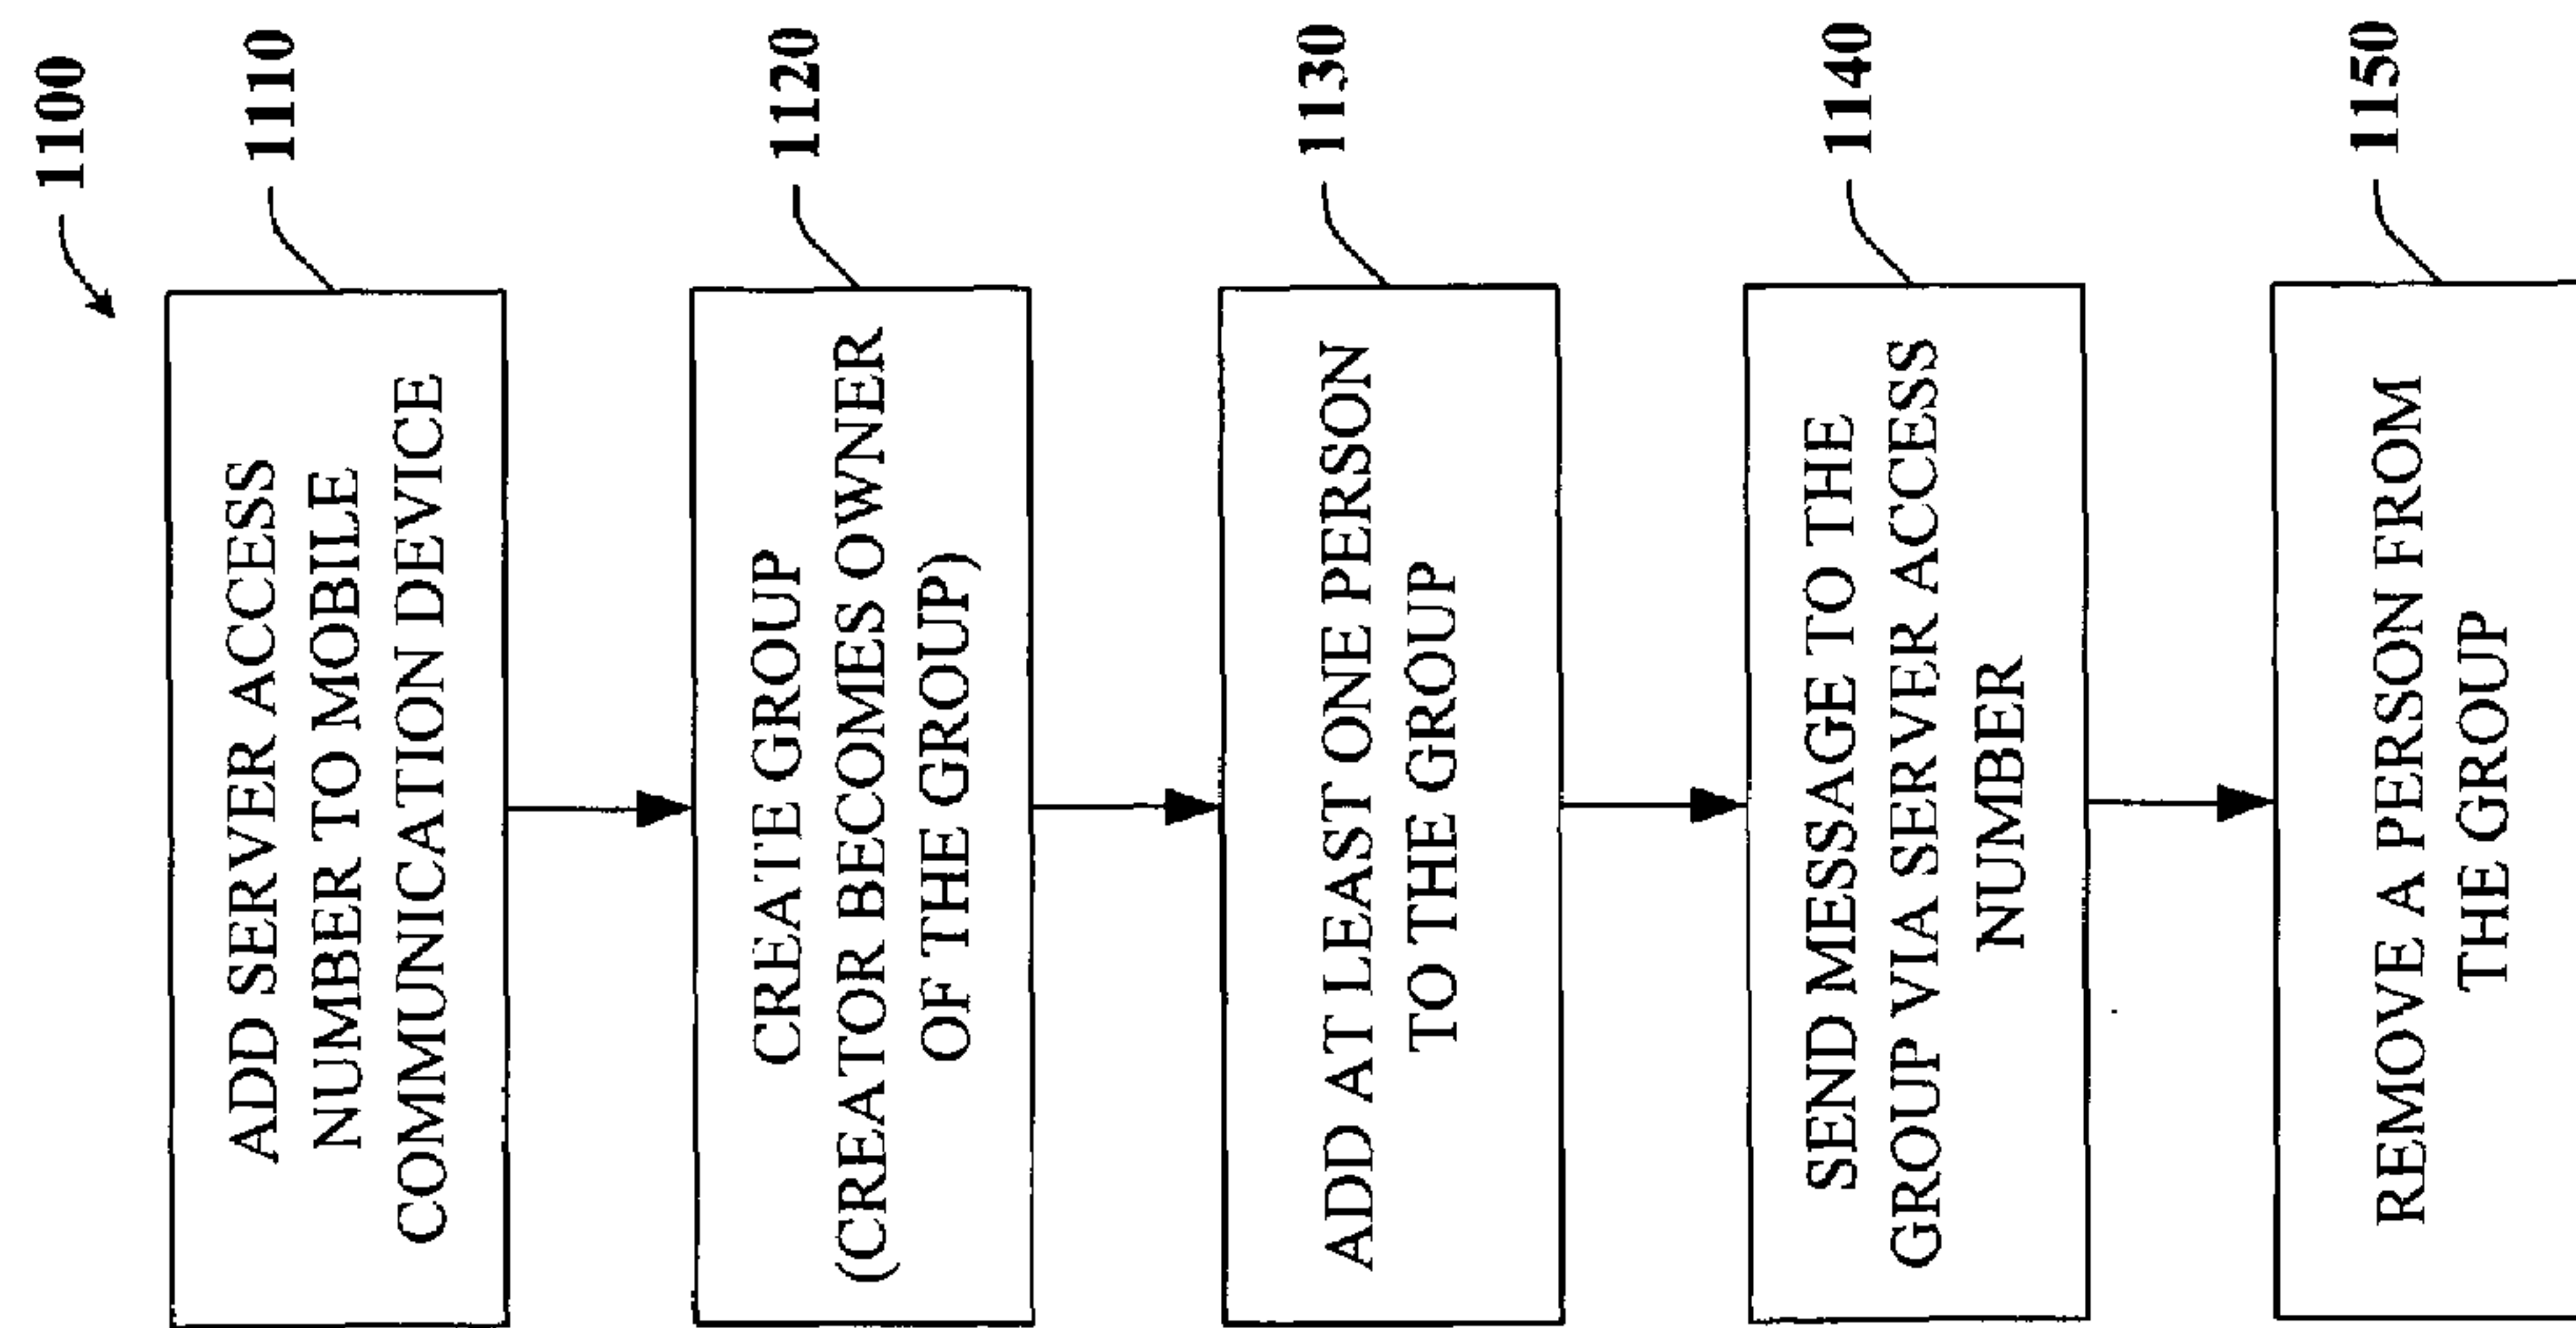 1100
1110
ADD SERVER ACCESS
NUMBER TO MOBILE
COMMUNICATION DEVICE
1120
CREATE GROUP
(CREATOR BECOMES OWNER
OF THE GROUP)
1130
ADD AT LEAST ONE PERSON
TO THE GROUP
1140
SEND MESSAGE TO THE
GROUP VIA SERVER ACCESS
NUMBER
1150
REMOVE A PERSON FROM
THE GROUP